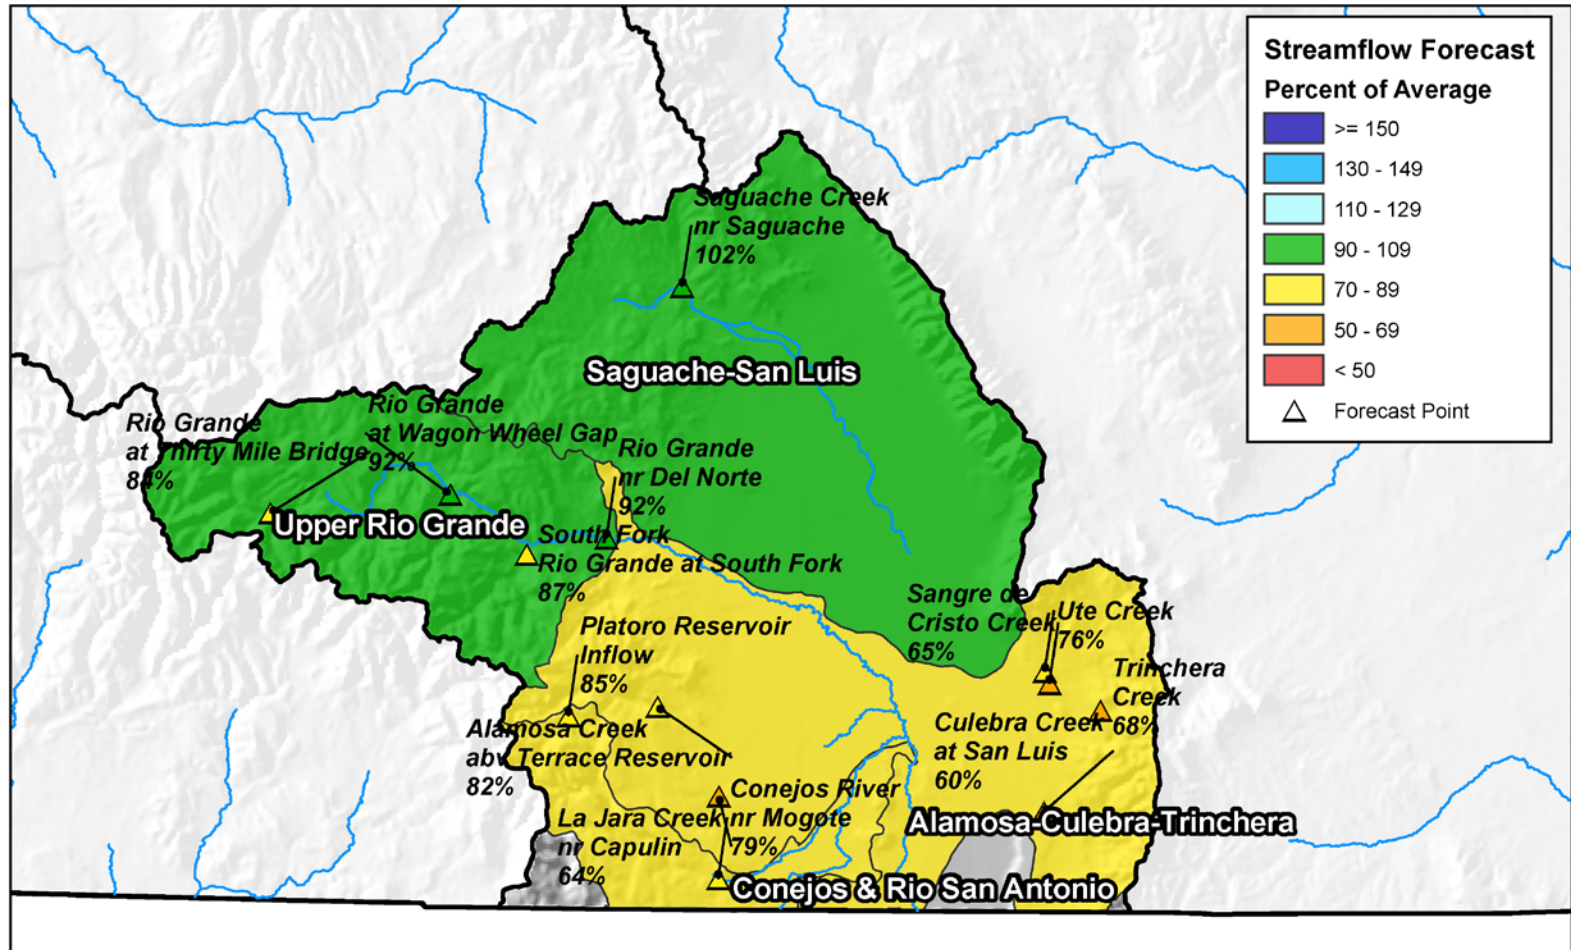 Streamflow Forecast
Percent of Average
>= 150
130 - 149
110 - 129
90 - 109
70 - 89
50 - 69
< 50
Forecast Point
Saguache Creek
nr Saguache
102%
Saguache-San Luis
Rio Grande
at Thirty Mile Bridge
84%
Rio Grande
at Wagon Wheel Gap
92%
Rio Grande
nr Del Norte
92%
Upper Rio Grande
South Fork
Rio Grande at South Fork
87%
Sangre de
Cristo Creek
65%
Ute Creek
76%
Platoro Reservoir
Inflow
85%
Trinchera
Creek
68%
Alamosa Creek
abv Terrace Reservoir
82%
Culebra Creek
at San Luis
60%
Conejos River
nr Mogote
79%
La Jara Creek
nr Capulin
64%
Alamosa-Culebra-Trinchera
Conejos & Rio San Antonio